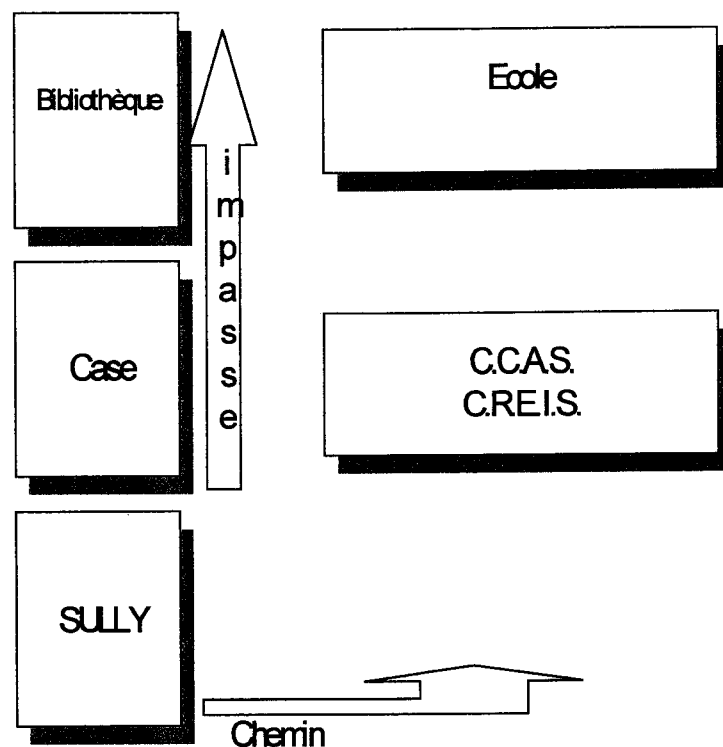 Bibliothèque
Ecole
impasse
Case
C.C.A.S.
C.R.E.I.S.
SULLY
Chemin